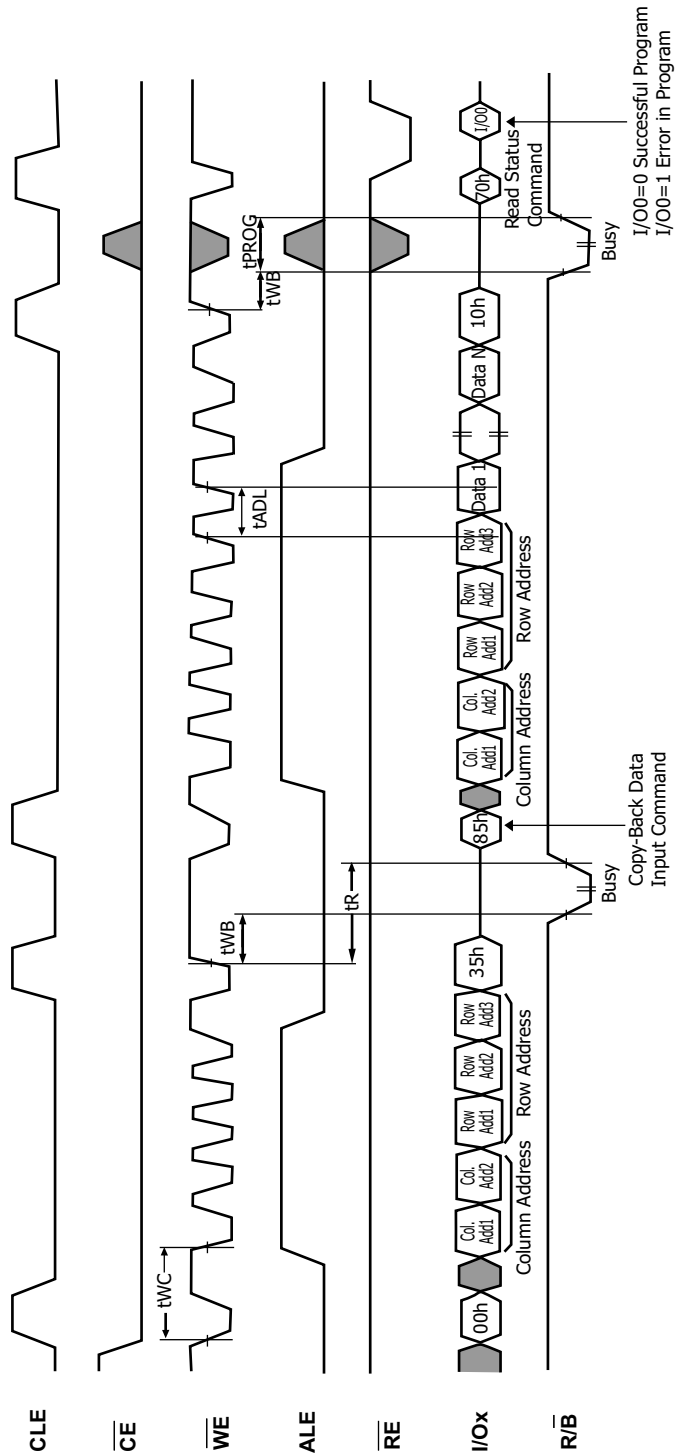 CLE
CE
WE
ALE
RE
I/Ox
R/B
tWC
tWB
tR
tADL
tWB
tPROG
00h
Col. Add1
Col. Add2
Row Add1
Row Add2
Row Add3
35h
85h
Col. Add1
Col. Add2
Row Add1
Row Add2
Row Add3
Data 1
Data N
10h
70h
I/O0
Column Address
Row Address
Column Address
Row Address
Read Status
Command
Busy
Busy
Copy-Back Data
Input Command
I/O0=0 Successful Program
I/O0=1 Error in Program